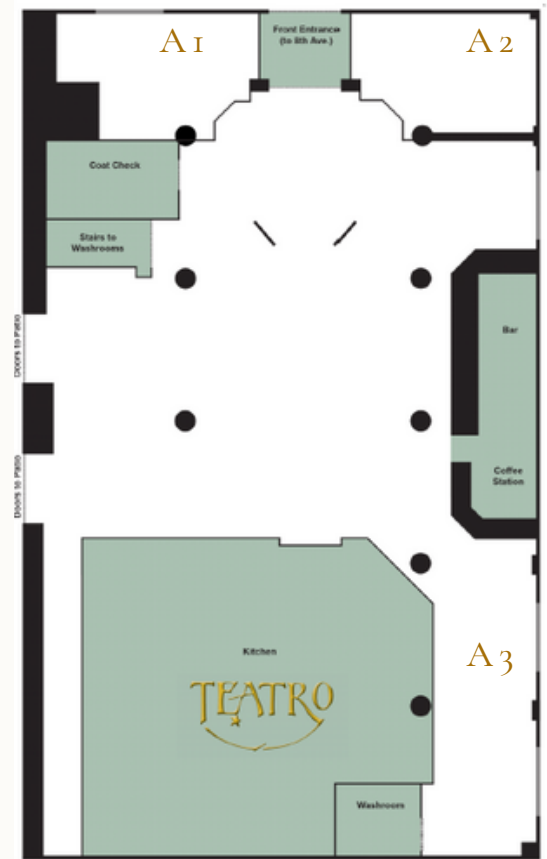 A1
Front Entrance
(to 8th Ave.)
A2
Coat Check
Stairs to
Washrooms
Doors to Patio
Bar
Doors to Patio
Coffee
Station
Kitchen
A3
TEATRO
Washroom